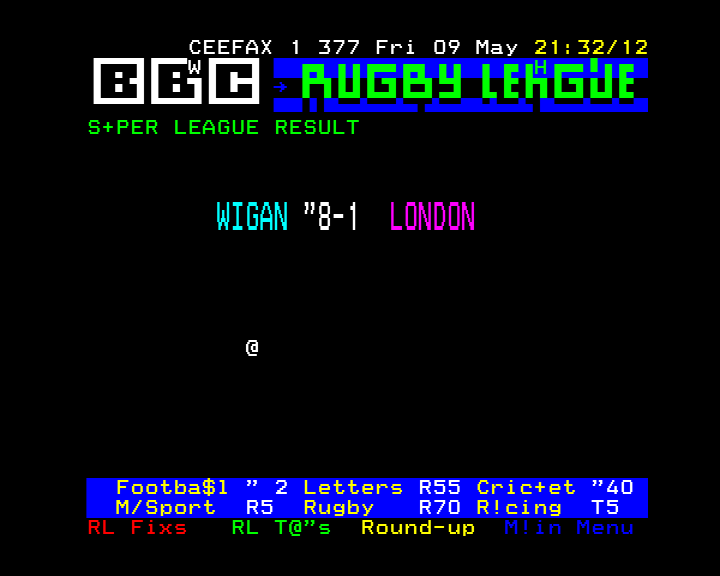 CEEFAX 1 377 Fri 09 May 21:32/12
BBC W → RUGBY LEAGUE H
S+PER LEAGUE RESULT
WIGAN "8-1 LONDON
@
Footba$l " 2 Letters R55 Cric+et "40
M/Sport R5 Rugby R70 R!cing T5
RL Fixs RL T@"s Round-up M!in Menu